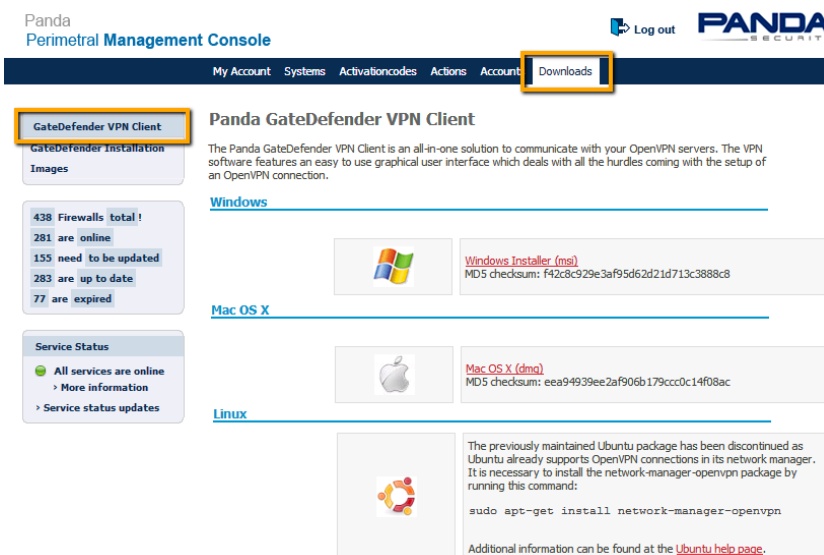 Panda
Perimetral Management Console
Log out
PANDA
SECURIT
My Account Systems Activationcodes Actions Account Downloads
GateDefender VPN Client
GateDefender Installation
Images
438 Firewalls total !
281 are online
155 need to be updated
283 are up to date
77 are expired
Service Status
All services are online
› More information
› Service status updates
Panda GateDefender VPN Client
The Panda GateDefender VPN Client is an all-in-one solution to communicate with your OpenVPN servers. The VPN
software features an easy to use graphical user interface which deals with all the hurdles coming with the setup of
an OpenVPN connection.
Windows
Windows Installer (msi)
MD5 checksum: f42c8c929e3af95d62d21d713c3888c8
Mac OS X
Mac OS X (dmg)
MD5 checksum: eea94939ee2af906b179ccc0c14f08ac
Linux
The previously maintained Ubuntu package has been discontinued as
Ubuntu already supports OpenVPN connections in its network manager.
It is necessary to install the network-manager-openvpn package by
running this command:
sudo apt-get install network-manager-openvpn
Additional information can be found at the Ubuntu help page.